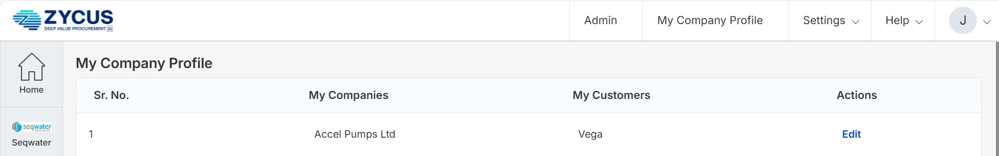 ZYCUS
DEEP VALUE PROCUREMENT AI
Admin
My Company Profile
Settings
Help
J
Home
seqwater
Seqwater
My Company Profile
Sr. No. My Companies My Customers Actions
1 Accel Pumps Ltd Vega Edit